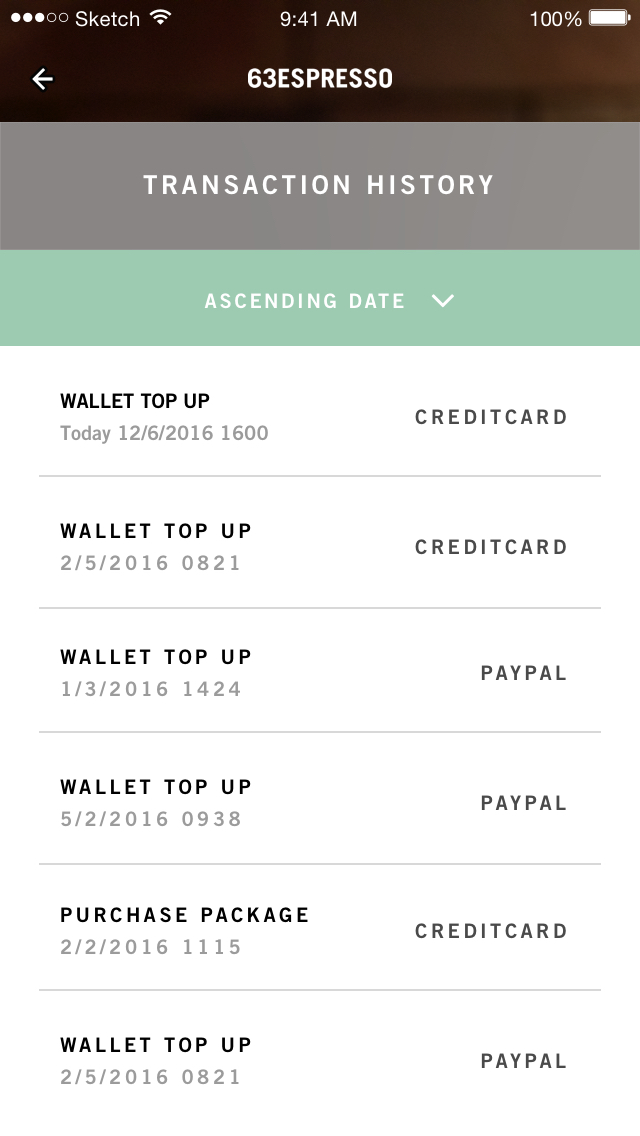 Sketch 9:41 AM 100%
63ESPRESSO
TRANSACTION HISTORY
ASCENDING DATE
WALLET TOP UP
Today 12/6/2016 1600
CREDITCARD
WALLET TOP UP
2/5/2016 0821
CREDITCARD
WALLET TOP UP
1/3/2016 1424
PAYPAL
WALLET TOP UP
5/2/2016 0938
PAYPAL
PURCHASE PACKAGE
2/2/2016 1115
CREDITCARD
WALLET TOP UP
2/5/2016 0821
PAYPAL